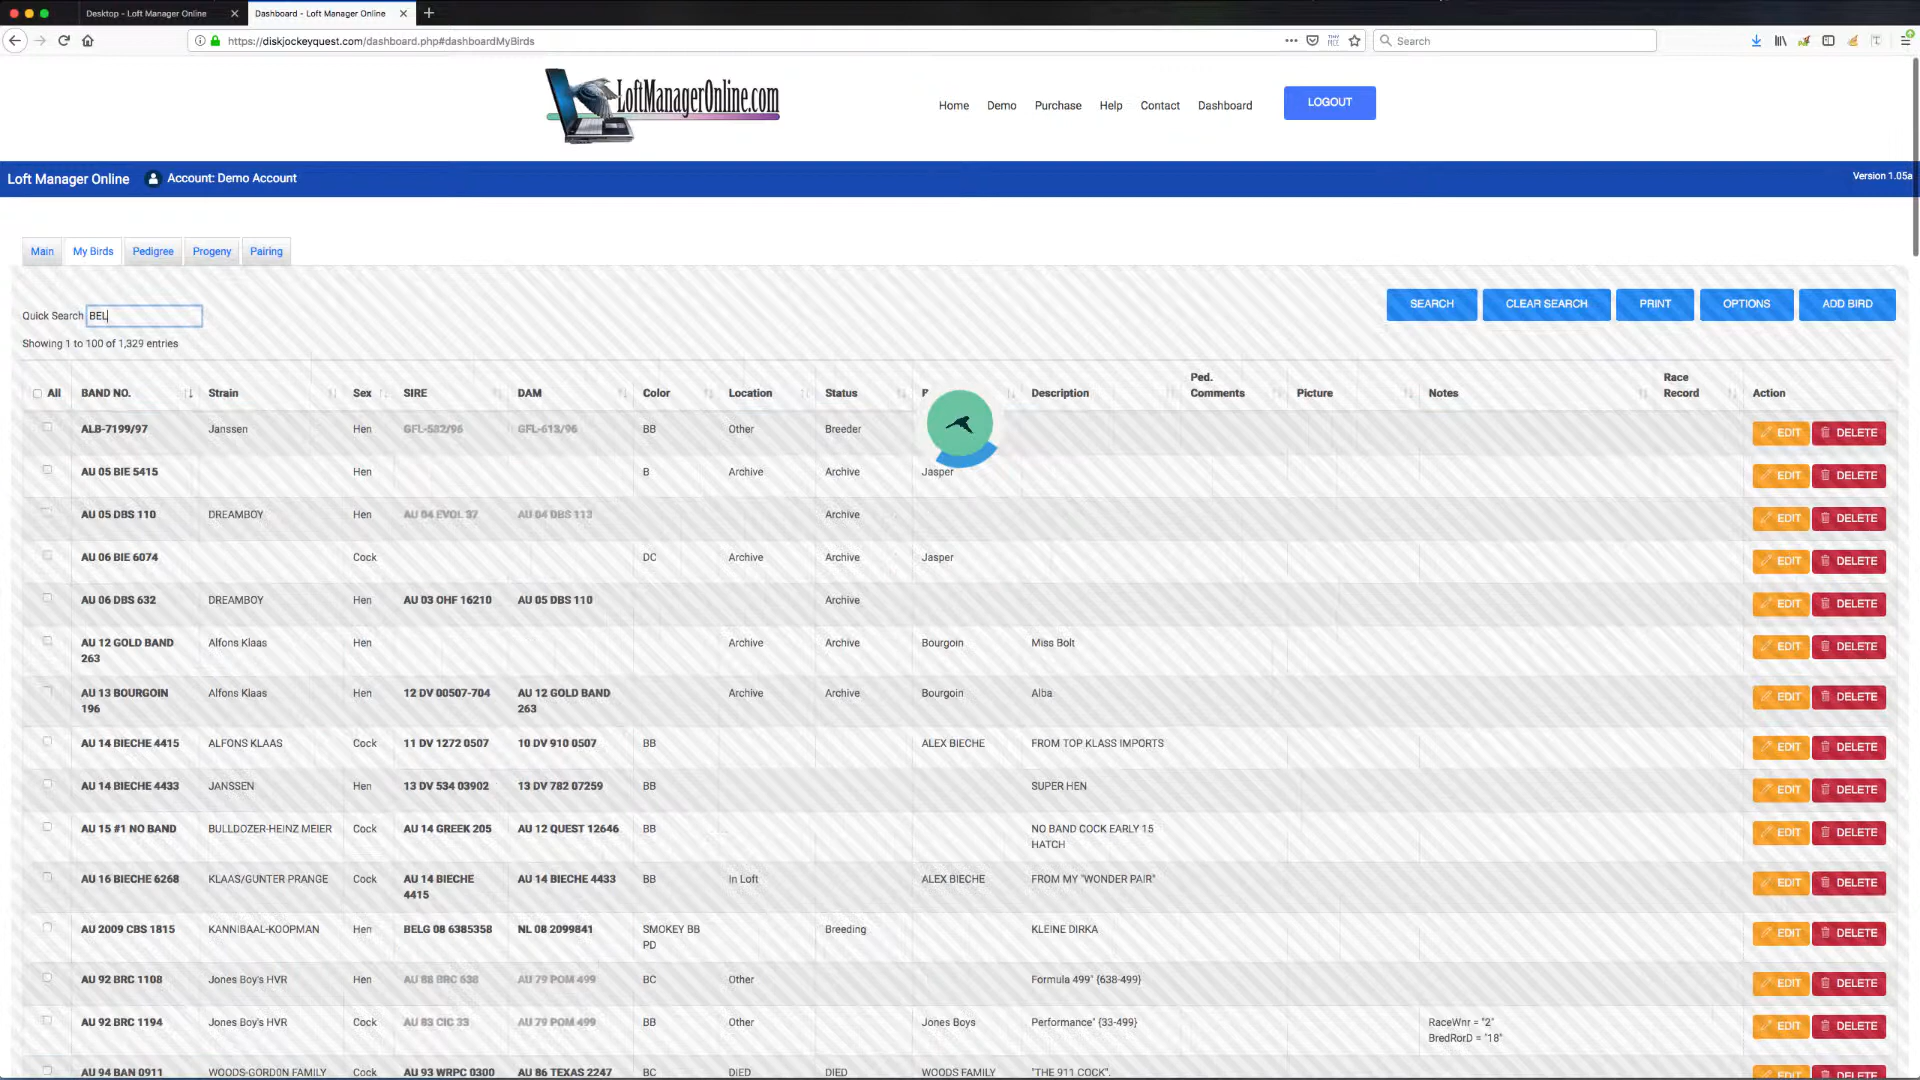 Desktop - Loft Manager Online
Dashboard - Loft Manager Online
https://diskjockeyquest.com/dashboard.php#dashboardMyBirds
Search
LoftManagerOnline.com
Home Demo Purchase Help Contact Dashboard LOGOUT
Loft Manager Online Account: Demo Account Version 1.05a
Main My Birds Pedigree Progeny Pairing
Quick Search BEL
SEARCH CLEAR SEARCH PRINT OPTIONS ADD BIRD
Showing 1 to 100 of 1,329 entries
All BAND NO. Strain Sex SIRE DAM Color Location Status Description Ped. Comments Picture Notes Race Record Action
ALB-7199/97 Janssen Hen GFL-582/96 GFL-613/96 BB Other Breeder EDIT DELETE
AU 05 BIE 5415 Hen B Archive Archive Jasper EDIT DELETE
AU 05 DBS 110 DREAMBOY Hen AU 04 EVOL 37 AU 04 DBS 113 Archive EDIT DELETE
AU 06 BIE 6074 Cock DC Archive Archive Jasper EDIT DELETE
AU 06 DBS 632 DREAMBOY Hen AU 03 OHF 16210 AU 05 DBS 110 Archive EDIT DELETE
AU 12 GOLD BAND 263 Alfons Klaas Hen Archive Archive Bourgoin Miss Bolt EDIT DELETE
AU 13 BOURGOIN 196 Alfons Klaas Hen 12 DV 00507-704 AU 12 GOLD BAND 263 Archive Archive Bourgoin Alba EDIT DELETE
AU 14 BIECHE 4415 ALFONS KLAAS Cock 11 DV 1272 0507 10 DV 910 0507 BB ALEX BIECHE FROM TOP KLASS IMPORTS EDIT DELETE
AU 14 BIECHE 4433 JANSSEN Hen 13 DV 534 03902 13 DV 782 07259 BB SUPER HEN EDIT DELETE
AU 15 #1 NO BAND BULLDOZER-HEINZ MEIER Cock AU 14 GREEK 205 AU 12 QUEST 12646 BB NO BAND COCK EARLY 15 HATCH EDIT DELETE
AU 16 BIECHE 6268 KLAAS/GUNTER PRANGE Cock AU 14 BIECHE 4415 AU 14 BIECHE 4433 BB In Loft ALEX BIECHE FROM MY "WONDER PAIR" EDIT DELETE
AU 2009 CBS 1815 KANNIBAAL-KOOPMAN Hen BELG 08 6385358 NL 08 2099841 SMOKEY BB PD Breeding KLEINE DIRKA EDIT DELETE
AU 92 BRC 1108 Jones Boy's HVR Hen AU 88 BRC 638 AU 79 POM 499 BC Other Formula 499" {638-499} EDIT DELETE
AU 92 BRC 1194 Jones Boy's HVR Cock AU 83 CIC 33 AU 79 POM 499 BB Other Jones Boys Performance" {33-499} RaceWnr = "2" BredRorD = "18" EDIT DELETE
AU 94 BAN 0911 WOODS-GORDON FAMILY Cock AU 93 WRPC 0300 AU 86 TEXAS 2247 BC DIED DIED WOODS FAMILY "THE 911 COCK". EDIT DELETE